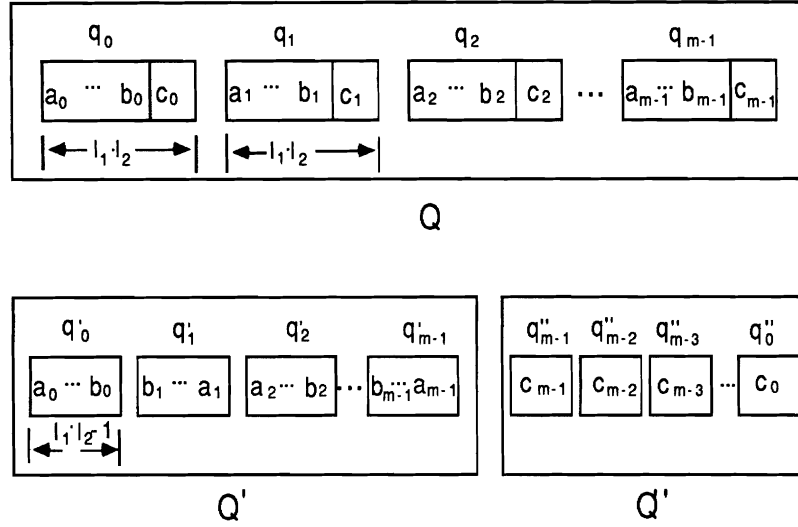 q₀ q₁ q₂ qₘ₋₁
a₀ ··· b₀ c₀ a₁ ··· b₁ c₁ a₂ ··· b₂ c₂ ··· aₘ₋₁ ··· bₘ₋₁ cₘ₋₁
l₁·l₂ l₁·l₂
Q
q'₀ q'₁ q'₂ q'ₘ₋₁
a₀ ··· b₀ b₁ ··· a₁ a₂ ··· b₂ ··· bₘ₋₁ ··· aₘ₋₁
l₁·l₂-1
Q'
q''ₘ₋₁ q''ₘ₋₂ q''ₘ₋₃ q''₀
cₘ₋₁ cₘ₋₂ cₘ₋₃ ··· c₀
Q''